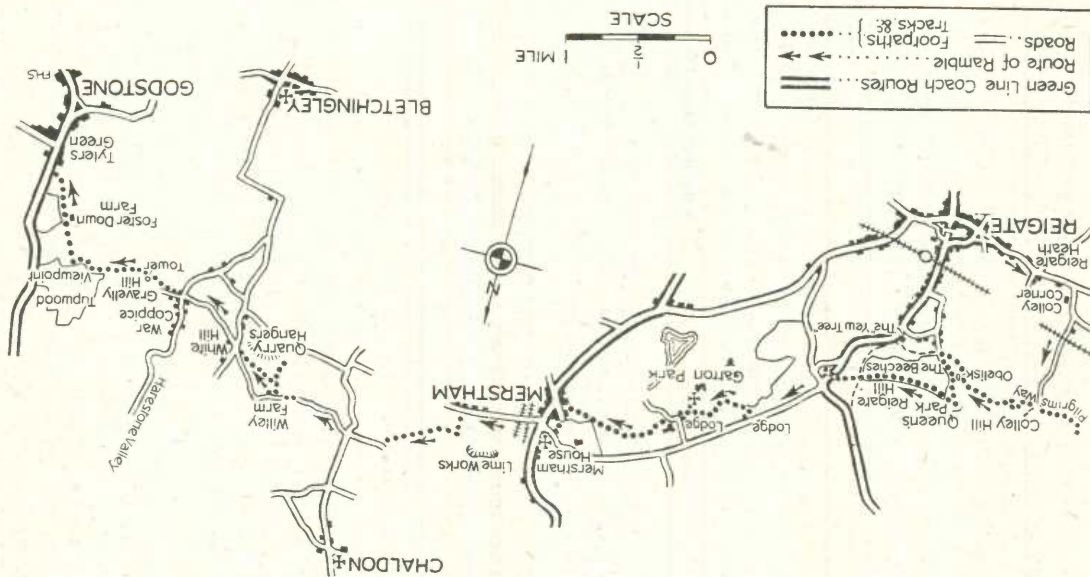 CHALDON
Pilgrims Way
Colley Hill
Queens
Park
Reigate
Hill
Obelisk
The Beeches
The Yew Tree
Colley
Corner
Reigate
Heath
REIGATE
Lodge
Lodge
Gatton
Park
Merstham
House
MERSTHAM
Lime Works
Willey
Farm
Quarry
Hangers
White
Hill
Harestone Valley
War
Coppice
Gravelly
Hill
Tower
Tupwood
Viewpoint
Foster Down
Farm
Tylers
Green
GODSTONE
FHS
BLETCHINGLEY
N
Green Line Coach Routes
Route of Ramble
Roads
Footpaths
Tracks, &c
SCALE
0 ½ 1 MILE